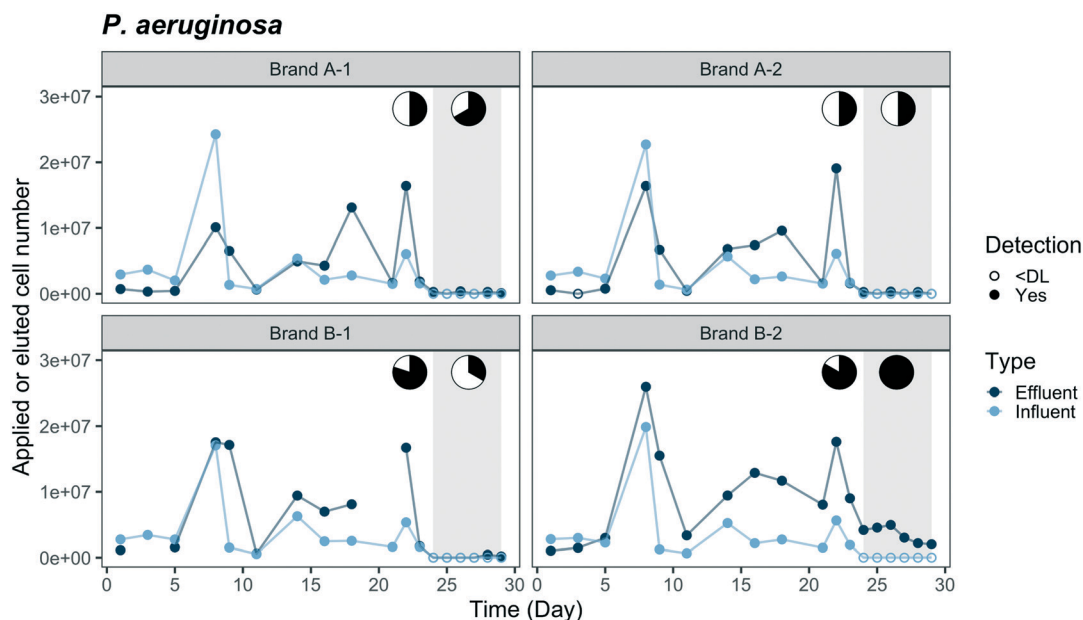 P. aeruginosa
Brand A-1
Brand A-2
3e+07
2e+07
1e+07
0e+00
Brand B-1
Brand B-2
3e+07
2e+07
1e+07
0e+00
Applied or eluted cell number
0 5 10 15 20 25 30
0 5 10 15 20 25 30
Time (Day)
Detection
<DL
Yes
Type
Effluent
Influent